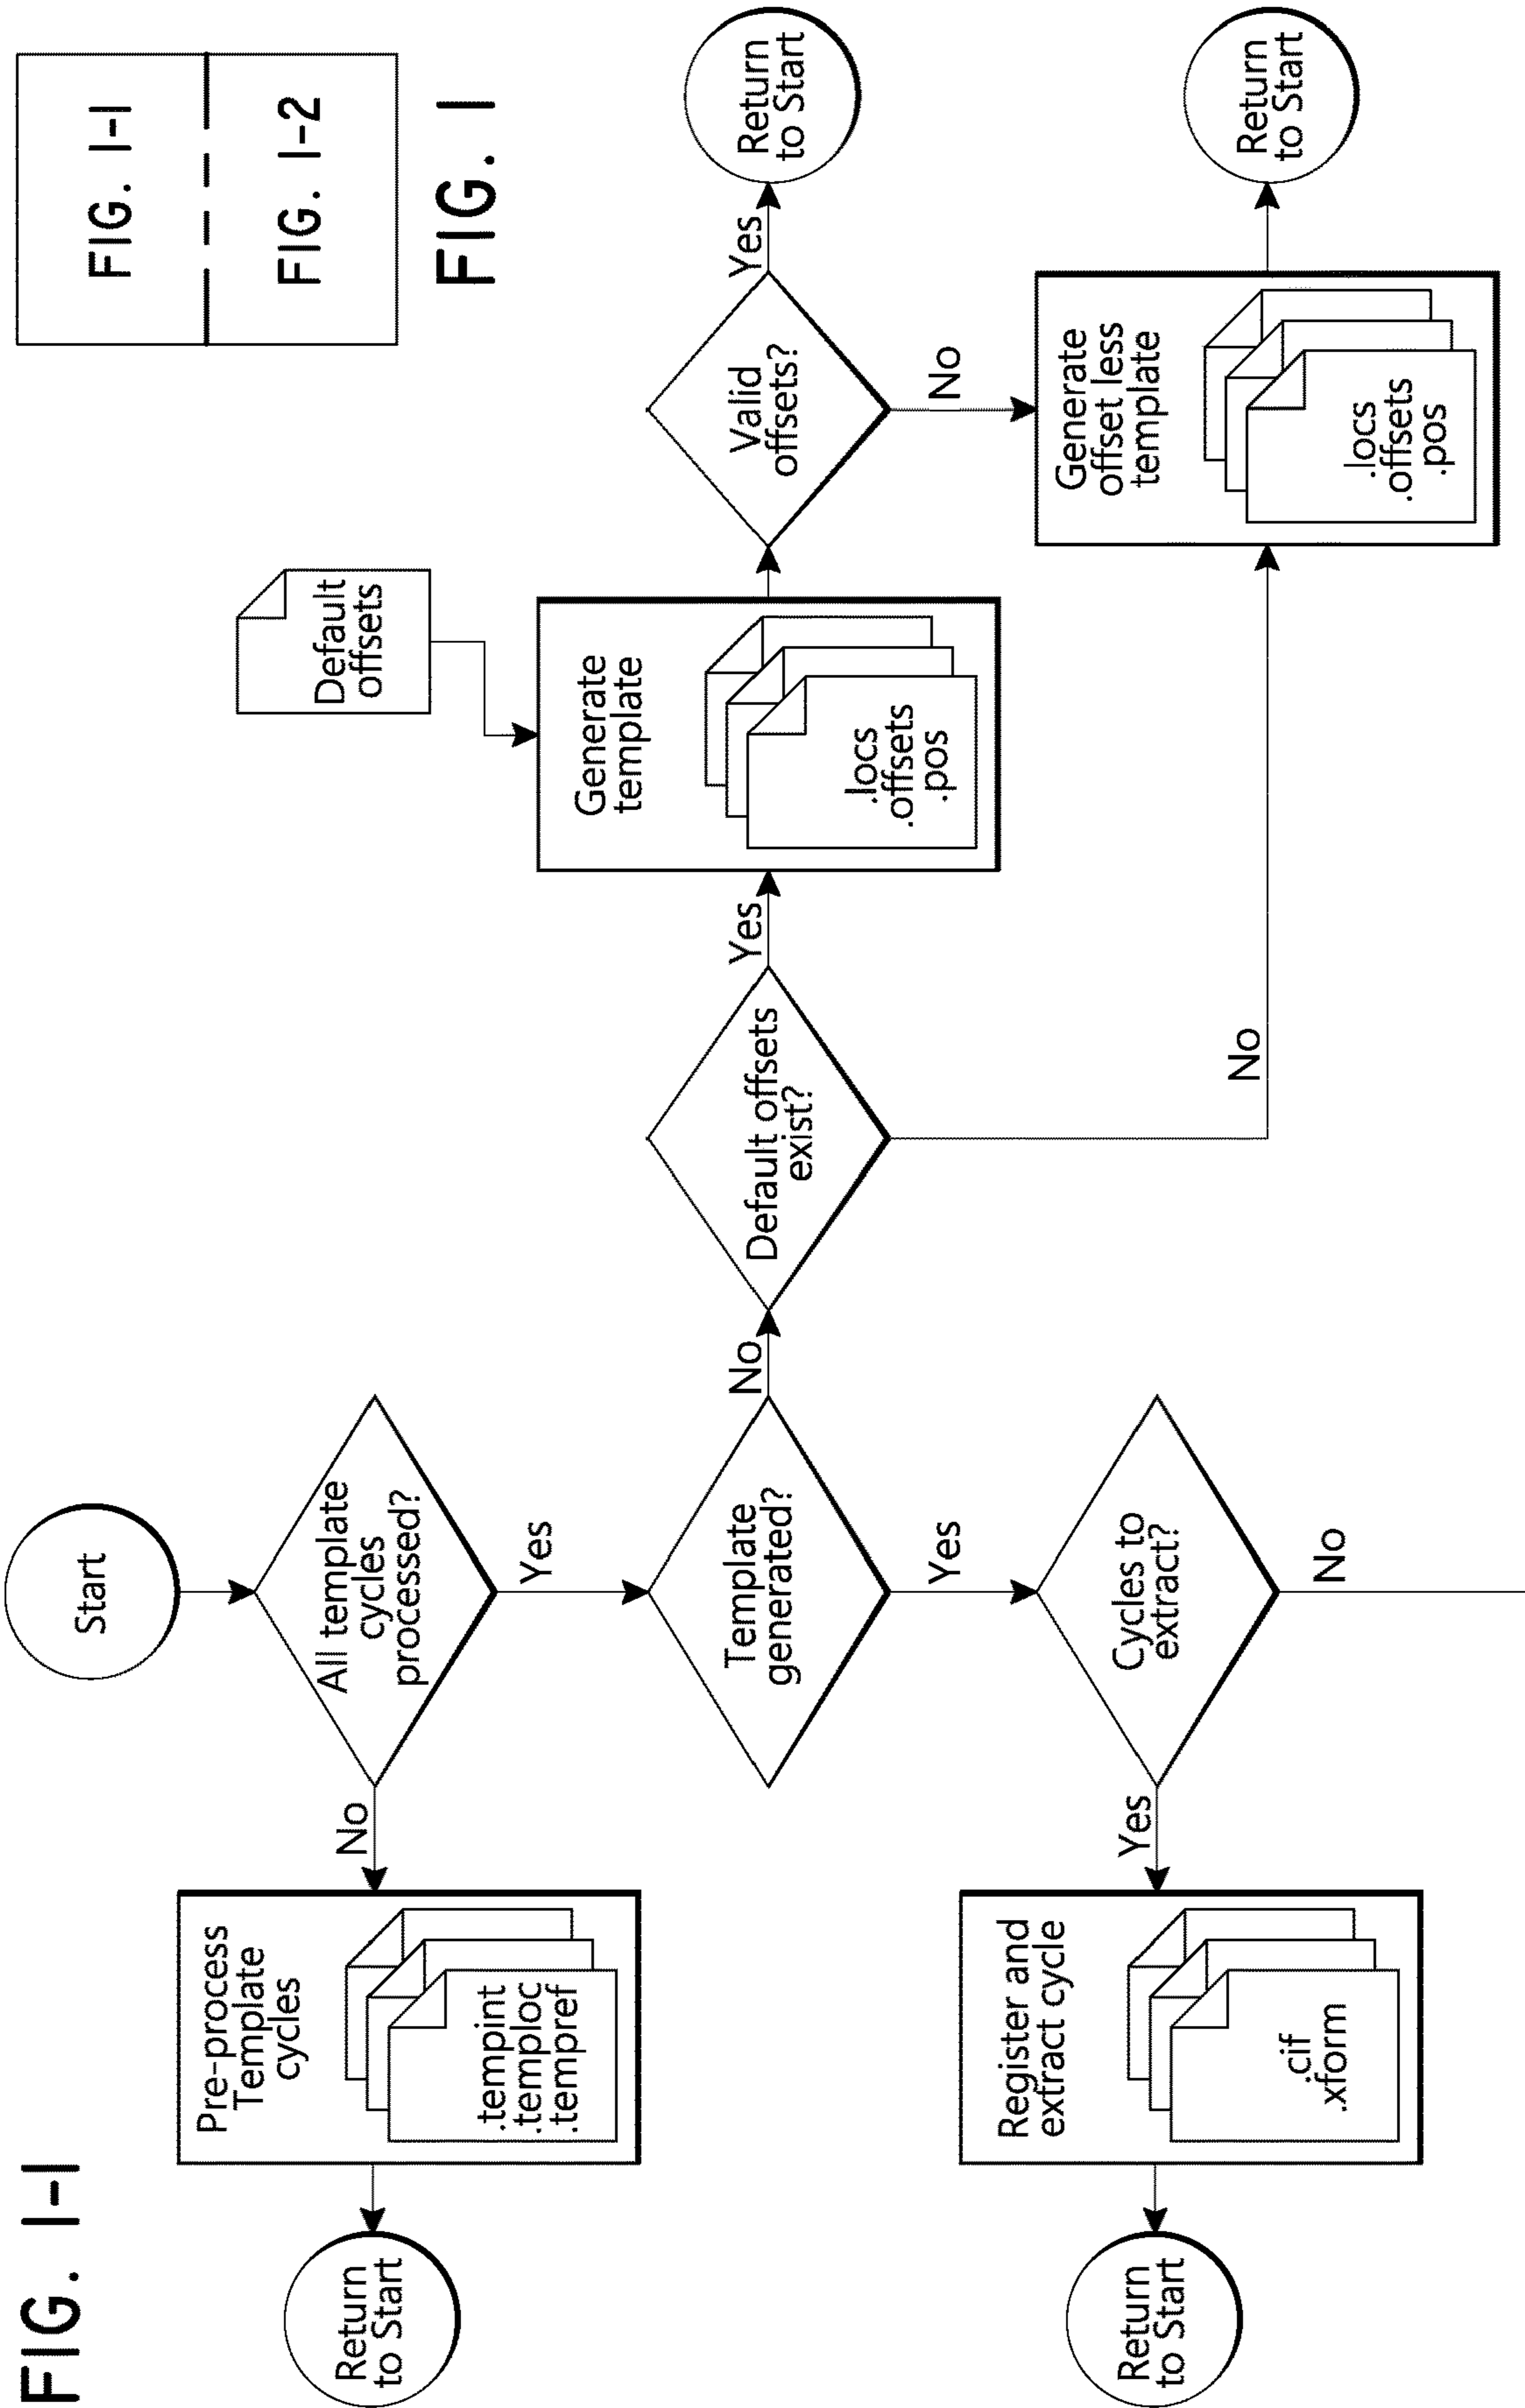 FIG. 1-1
Start
All template
cycles
processed?
No
Pre-process
Template
cycles
.tempint
.temploc
.tempref
Return
to Start
Yes
Template
generated?
No
Default offsets
exist?
Yes
Generate
template
.locs
.offsets
.pos
Default
offsets
Valid
offsets?
Yes
Return
to Start
No
Generate
offset less
template
.locs
.offsets
.pos
Return
to Start
No
Yes
Cycles to
extract?
Yes
Register and
extract cycle
.cif
.xform
Return
to Start
No
FIG. 1-1
FIG. 1-2
FIG. 1